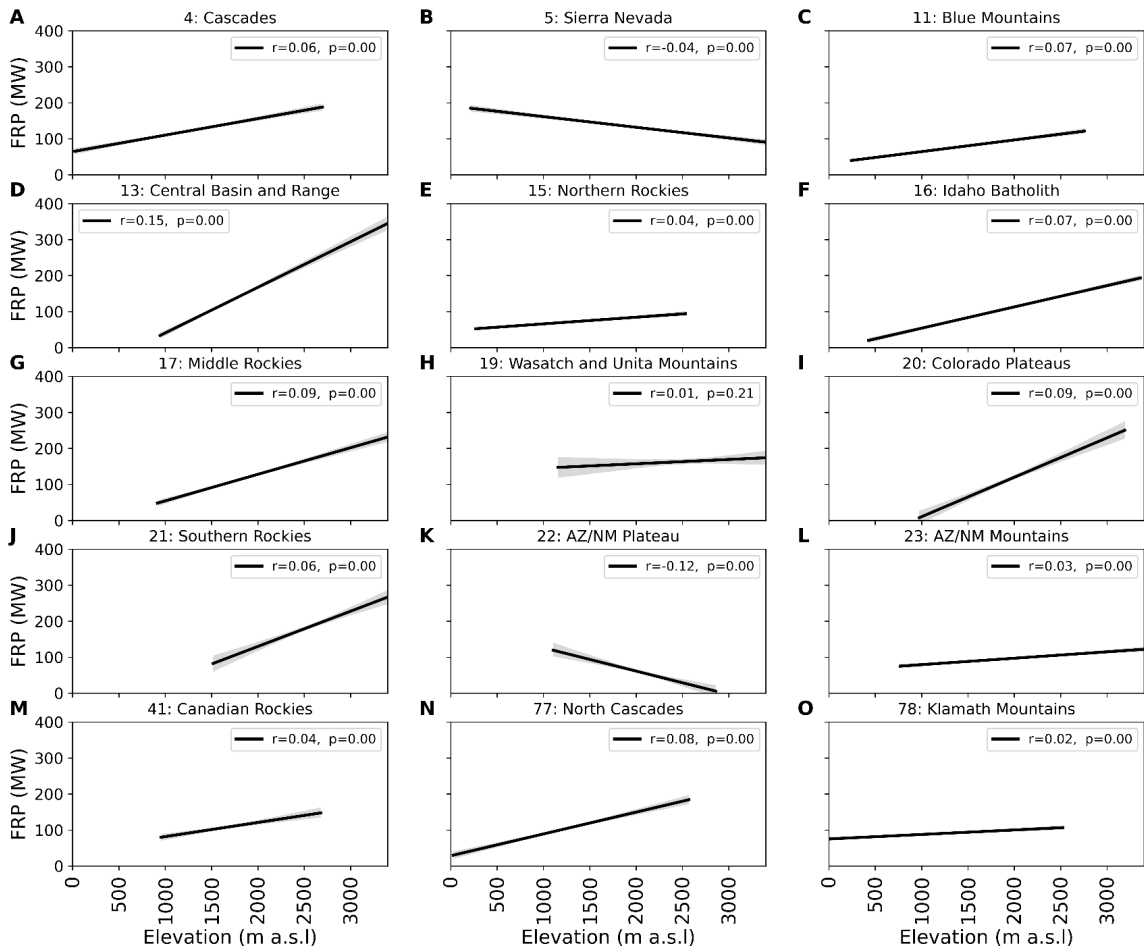 A 4: Cascades
FRP (MW)
400
300
200
100
0
r=0.06, p=0.00
B 5: Sierra Nevada
r=-0.04, p=0.00
C 11: Blue Mountains
r=0.07, p=0.00
D 13: Central Basin and Range
FRP (MW)
400
300
200
100
0
r=0.15, p=0.00
E 15: Northern Rockies
r=0.04, p=0.00
F 16: Idaho Batholith
r=0.07, p=0.00
G 17: Middle Rockies
FRP (MW)
400
300
200
100
0
r=0.09, p=0.00
H 19: Wasatch and Unita Mountains
r=0.01, p=0.21
I 20: Colorado Plateaus
r=0.09, p=0.00
J 21: Southern Rockies
FRP (MW)
400
300
200
100
0
r=0.06, p=0.00
K 22: AZ/NM Plateau
r=-0.12, p=0.00
L 23: AZ/NM Mountains
r=0.03, p=0.00
M 41: Canadian Rockies
FRP (MW)
400
300
200
100
0
r=0.04, p=0.00
0 500 1000 1500 2000 2500 3000
Elevation (m a.s.l)
N 77: North Cascades
r=0.08, p=0.00
0 500 1000 1500 2000 2500 3000
Elevation (m a.s.l)
O 78: Klamath Mountains
r=0.02, p=0.00
0 500 1000 1500 2000 2500 3000
Elevation (m a.s.l)